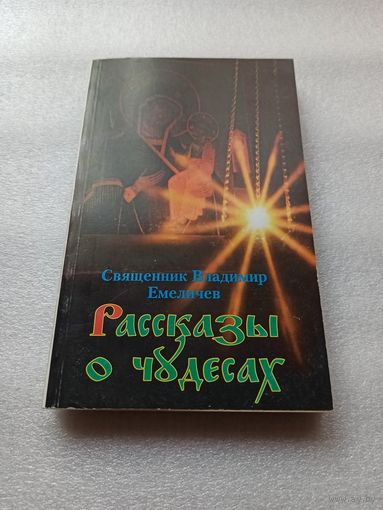 Священник Владимир
Емеличев
Рассказы
о чудесах